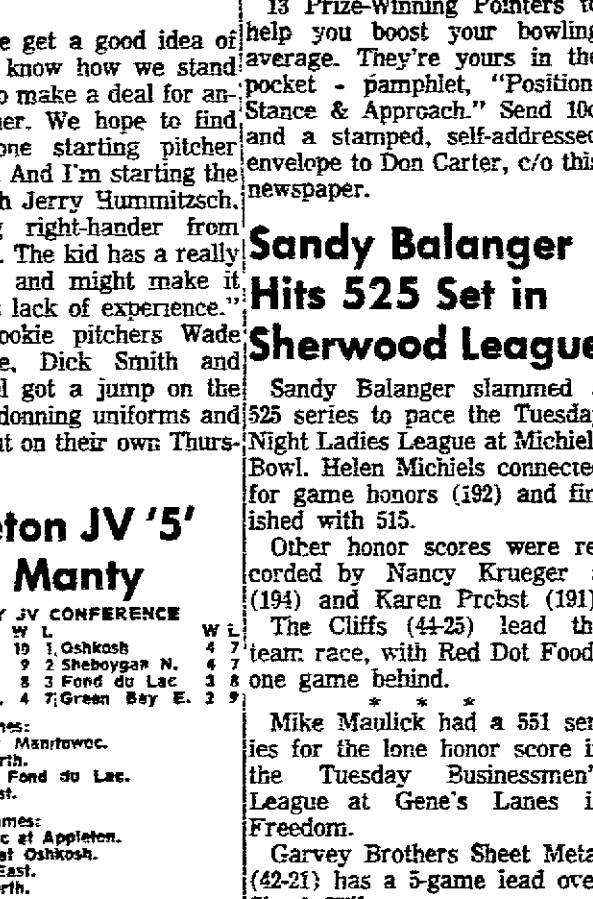 e get a good idea of
know how we stand
o make a deal for an-
er. We hope to find
one starting pitcher
And I'm starting the
h Jerry Hummitzsch,
right-hander from
. The kid has a really
and might make it
lack of experience."
ookie pitchers Wade
e, Dick Smith and
l got a jump on the
donning uniforms and
ut on their own Thurs-
eton JV '5'
Manty
Y JV CONFERENCE
W L W L
10 1 Oshkosh 4 7
9 2 Sheboygan N. 4 7
8 3 Fond du Lac 3 8
4 7 Green Bay E. 2 9
mes:
Manitowoc.
rth.
Fond du Lac.
st.
mes:
c at Appleton.
at Oshkosh.
East.
rth.
13 Prize-Winning Pointers to
help you boost your bowling
average. They're yours in the
pocket - pamphlet, "Position,
Stance & Approach." Send 10c
and a stamped, self-addressed
envelope to Don Carter, c/o this
newspaper.
Sandy Balanger
Hits 525 Set in
Sherwood League
Sandy Balanger slammed
525 series to pace the Tuesday
Night Ladies League at Michiel
Bowl. Helen Michiels connected
for game honors (192) and fin
ished with 515.
Other honor scores were re
corded by Nancy Krueger
(194) and Karen Probst (191)
The Cliffs (44-25) lead th
team race, with Red Dot Food
one game behind.
* * *
Mike Maulick had a 551 ser
ies for the lone honor score i
the Tuesday Businessmen'
League at Gene's Lanes i
Freedom.
Garvey Brothers Sheet Meta
(42-21) has a 5-game lead ove